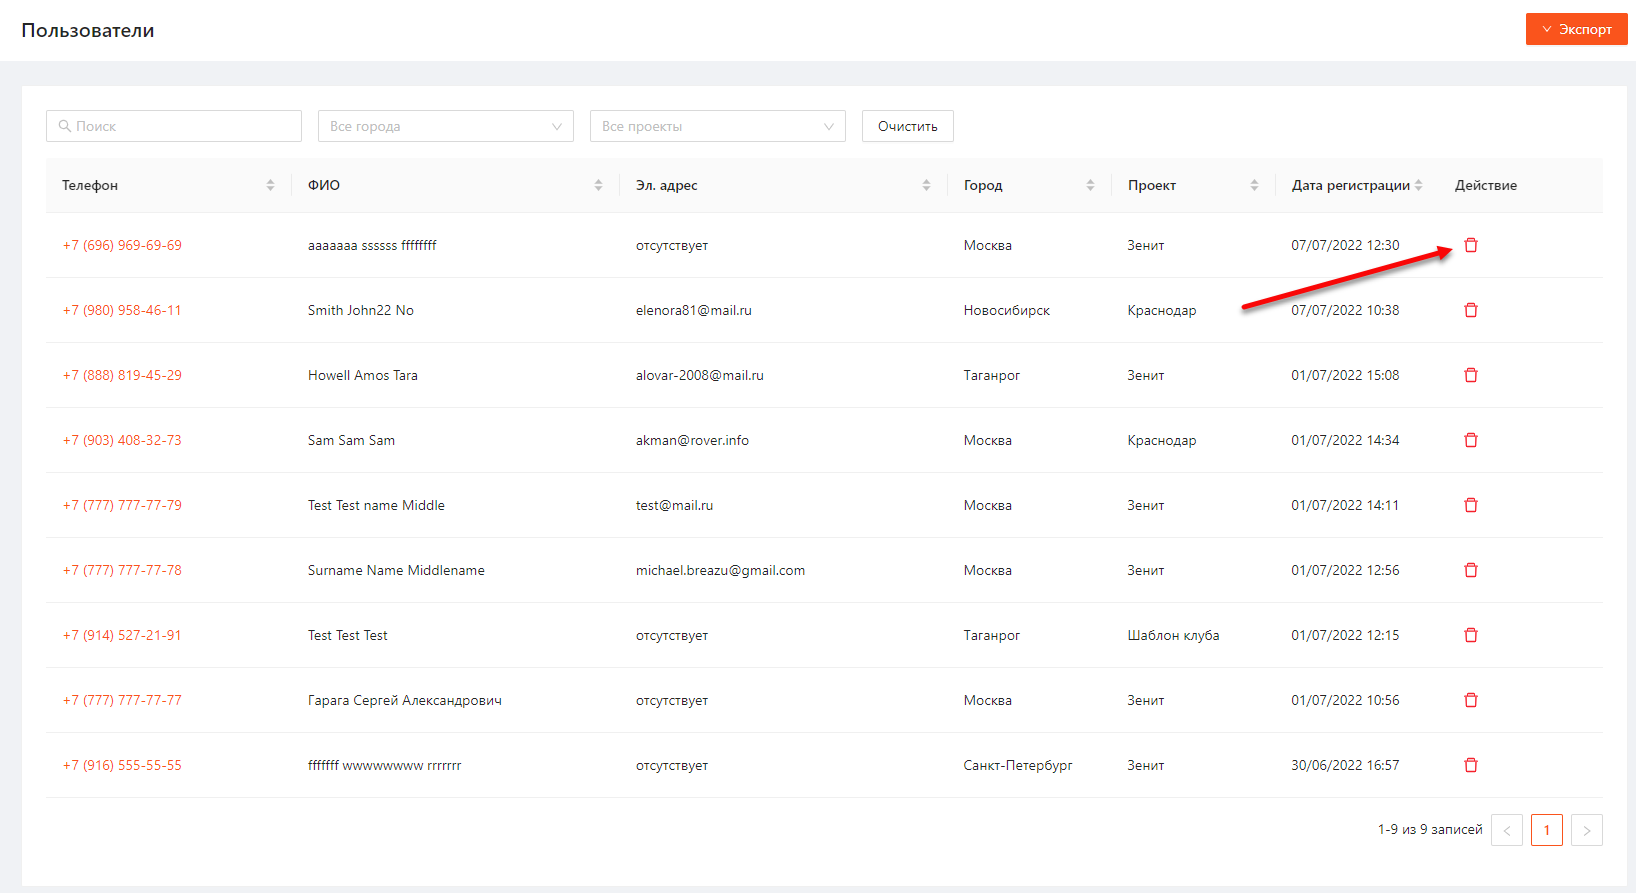 Пользователи
Экспорт
Поиск Все города Все проекты Очистить
Телефон ФИО Эл. адрес Город Проект Дата регистрации Действие
+7 (696) 969-69-69 aaaaaaa ssssss ffffffff отсутствует Москва Зенит 07/07/2022 12:30
+7 (980) 958-46-11 Smith John22 No elenora81@mail.ru Новосибирск Краснодар 07/07/2022 10:38
+7 (888) 819-45-29 Howell Amos Tara alovar-2008@mail.ru Таганрог Зенит 01/07/2022 15:08
+7 (903) 408-32-73 Sam Sam Sam akman@rover.info Москва Краснодар 01/07/2022 14:34
+7 (777) 777-77-79 Test Test name Middle test@mail.ru Москва Зенит 01/07/2022 14:11
+7 (777) 777-77-78 Surname Name Middlename michael.breazu@gmail.com Москва Зенит 01/07/2022 12:56
+7 (914) 527-21-91 Test Test Test отсутствует Таганрог Шаблон клуба 01/07/2022 12:15
+7 (777) 777-77-77 Гарага Сергей Александрович отсутствует Москва Зенит 01/07/2022 10:56
+7 (916) 555-55-55 fffffff wwwwwwww rrrrrrr отсутствует Санкт-Петербург Зенит 30/06/2022 16:57
1-9 из 9 записей < 1 >